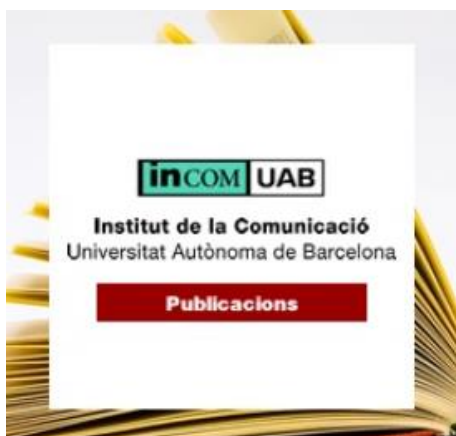 inCOM UAB
Institut de la Comunicació
Universitat Autònoma de Barcelona
Publicacions